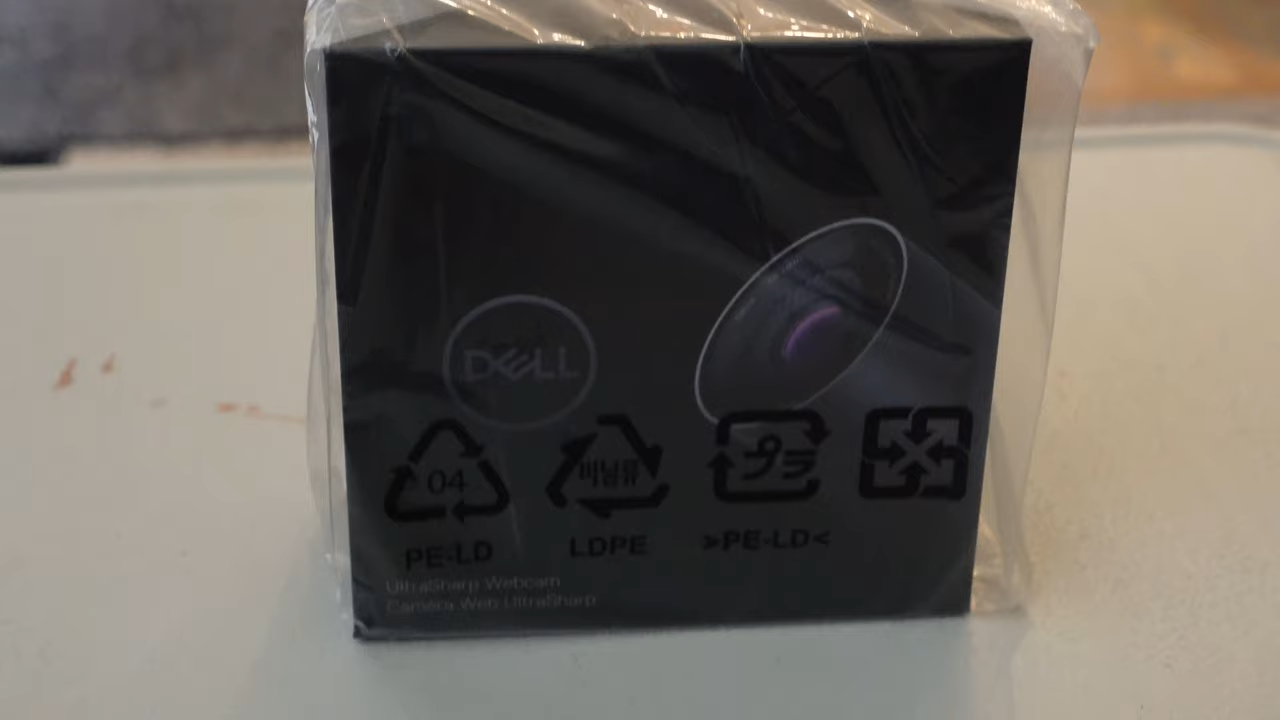 DELL
04
비닐류
プラ
PE-LD
LDPE
>PE-LD<
UltraSharp Webcam
Caméra Web UltraSharp